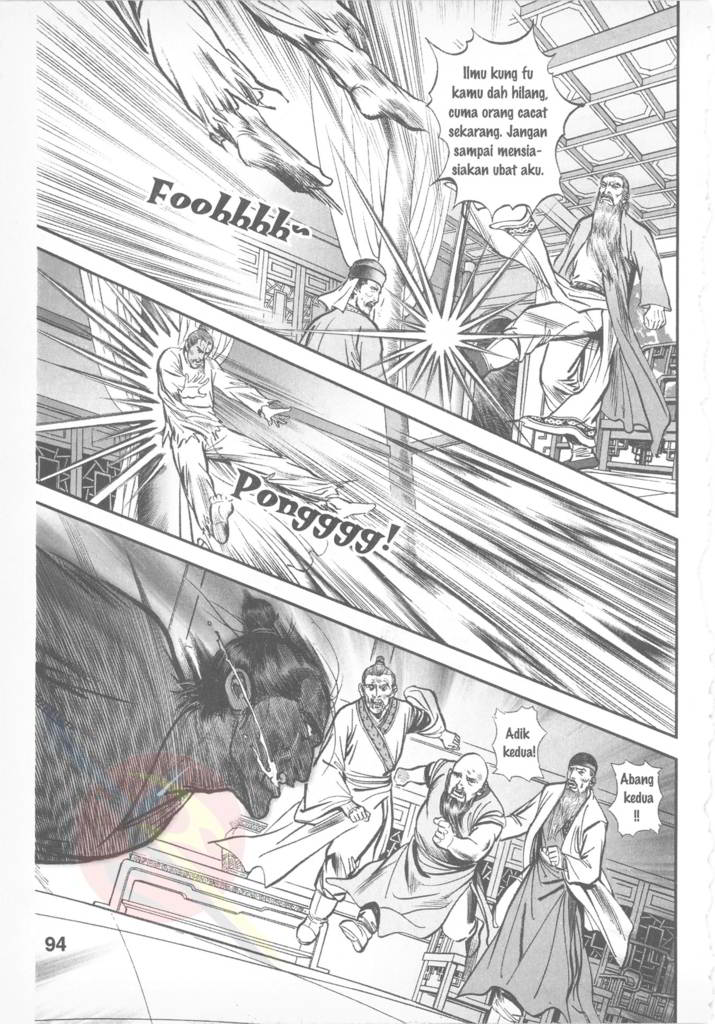 Ilmu kung fu
kamu dah hilang,
cuma orang cacat
sekarang. Jangan
sampai mensia-
siakan ubat aku.
Foohhhh~
Pongggg!
Adik
kedua!
Abang
kedua
!!
94